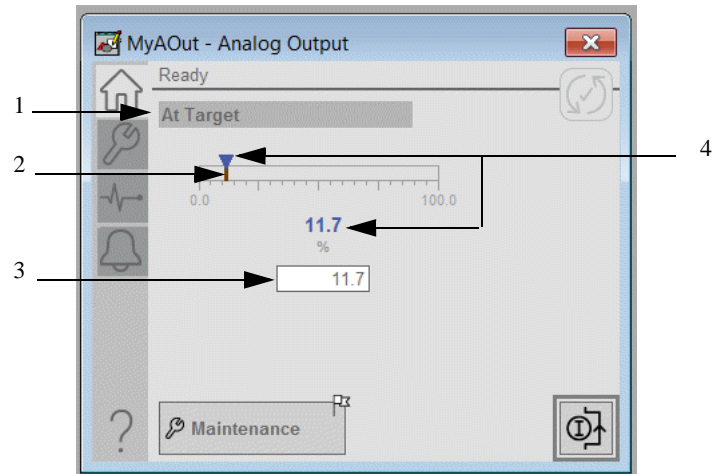 MyAOut - Analog Output
Ready
1
At Target
4
2
0.0
100.0
11.7
%
3
11.7
?
Maintenance
I